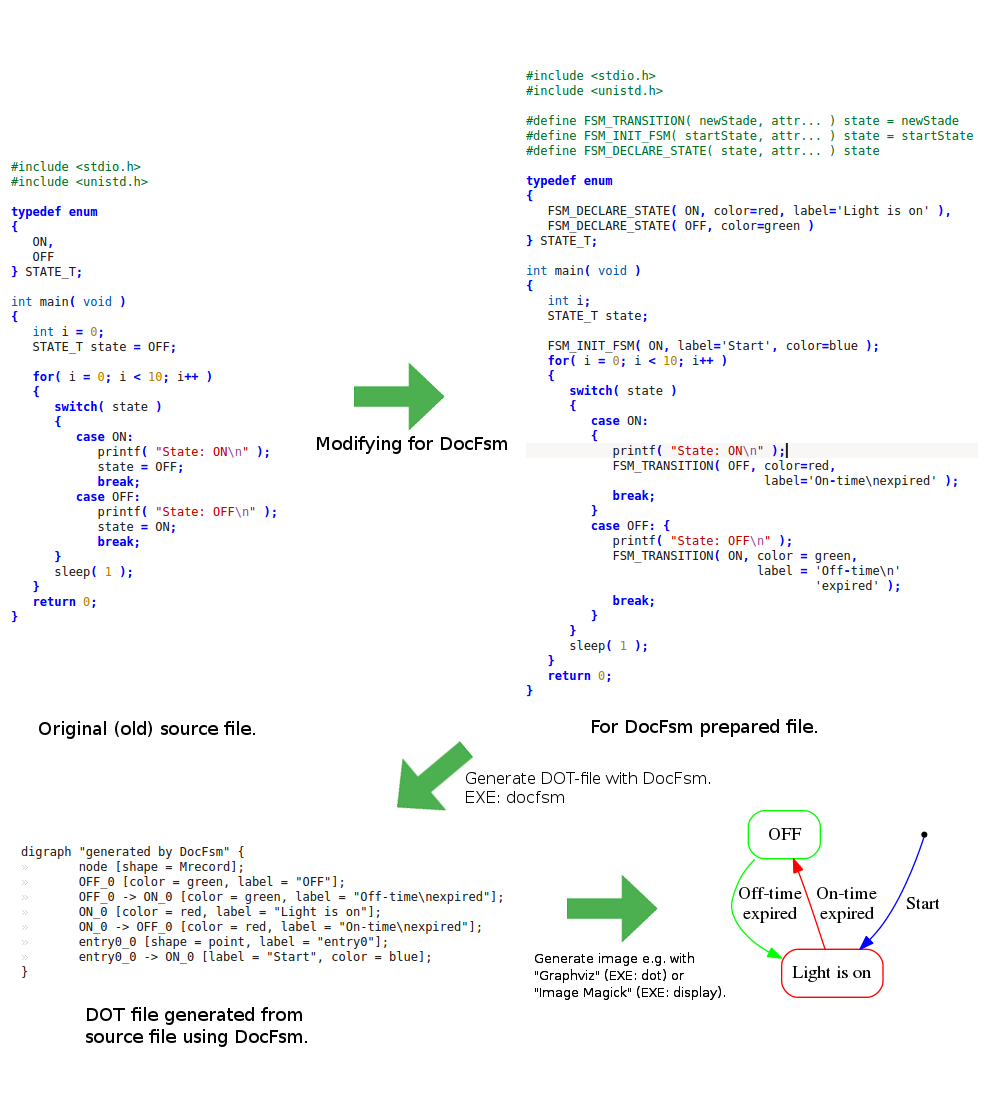 #include <stdio.h>
#include <unistd.h>
typedef enum
{
   ON,
   OFF
} STATE_T;
int main( void )
{
   int i = 0;
   STATE_T state = OFF;
   for( i = 0; i < 10; i++ )
   {
      switch( state )
      {
         case ON:
            printf( "State: ON\n" );
            state = OFF;
            break;
         case OFF:
            printf( "State: OFF\n" );
            state = ON;
            break;
      }
      sleep( 1 );
   }
   return 0;
}
Original (old) source file.
Modifying for DocFsm
#include <stdio.h>
#include <unistd.h>
#define FSM_TRANSITION( newStade, attr... ) state = newStade
#define FSM_INIT_FSM( startState, attr... ) state = startState
#define FSM_DECLARE_STATE( state, attr... ) state
typedef enum
{
   FSM_DECLARE_STATE( ON, color=red, label='Light is on' ),
   FSM_DECLARE_STATE( OFF, color=green )
} STATE_T;
int main( void )
{
   int i;
   STATE_T state;
   FSM_INIT_FSM( ON, label='Start', color=blue );
   for( i = 0; i < 10; i++ )
   {
      switch( state )
      {
         case ON:
         {
            printf( "State: ON\n" );
            FSM_TRANSITION( OFF, color=red,
                                 label='On-time\nexpired' );
            break;
         }
         case OFF: {
            printf( "State: OFF\n" );
            FSM_TRANSITION( ON, color = green,
                                label = 'Off-time\n'
                                        'expired' );
            break;
         }
      }
      sleep( 1 );
   }
   return 0;
}
For DocFsm prepared file.
Generate DOT-file with DocFsm.
EXE: docfsm
digraph "generated by DocFsm" {
»       node [shape = Mrecord];
»       OFF_0 [color = green, label = "OFF"];
»       OFF_0 -> ON_0 [color = green, label = "Off-time\nexpired"];
»       ON_0 [color = red, label = "Light is on"];
»       ON_0 -> OFF_0 [color = red, label = "On-time\nexpired"];
»       entry0_0 [shape = point, label = "entry0"];
»       entry0_0 -> ON_0 [label = "Start", color = blue];
}
DOT file generated from
source file using DocFsm.
Generate image e.g. with
"Graphviz" (EXE: dot) or
"Image Magick" (EXE: display).
OFF
Off-time
expired
On-time
expired
Start
Light is on